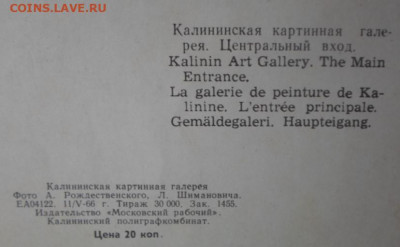 COINS.LAVE.RU
Калининская картинная гале-
рея. Центральный вход.
Kalinin Art Gallery. The Main
Entrance.
La galerie de peinture de Ka-
linine. L'entrée principale.
Gemäldegaleri. Haupteigang.
Калининская картинная галерея
Фото А. Рождественского, Л. Шимановича.
ЕА04122. 11/V-66 г. Тираж 30 000. Зак. 1455.
Издательство «Московский рабочий».
Калининский полиграфкомбинат.
Цена 20 коп.